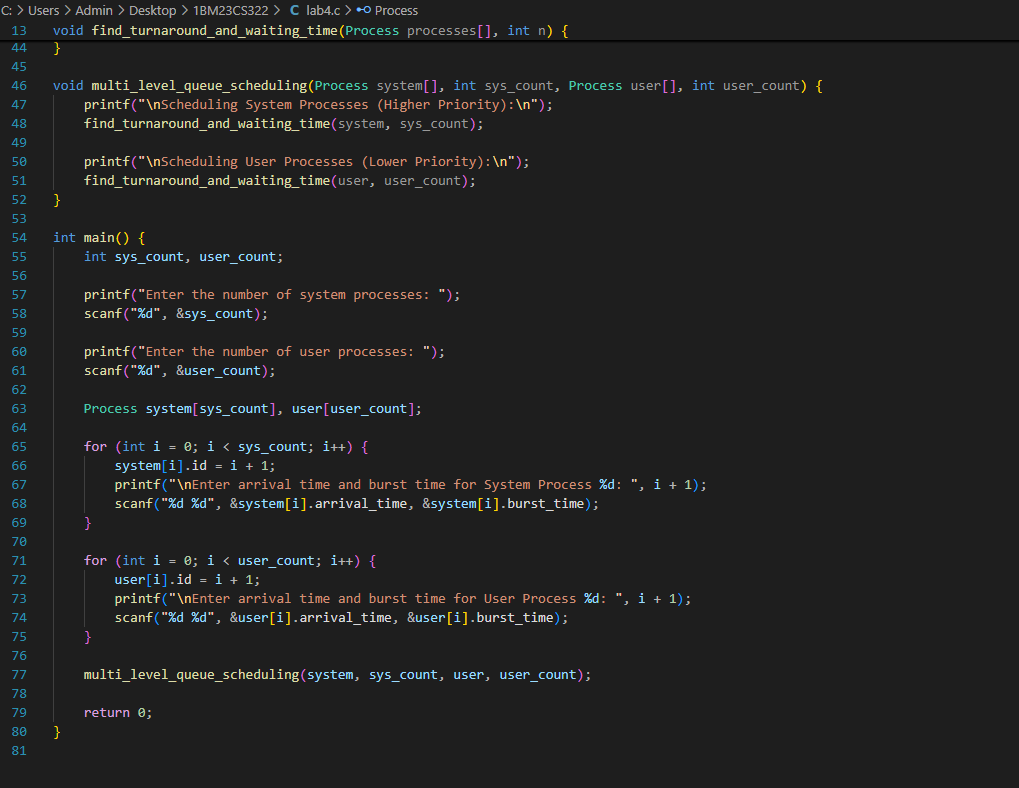 C: > Users > Admin > Desktop > 1BM23CS322 > C lab4.c > Process
13 void find_turnaround_and_waiting_time(Process processes[], int n) {
44 }
45
46 void multi_level_queue_scheduling(Process system[], int sys_count, Process user[], int user_count) {
47     printf("\nScheduling System Processes (Higher Priority):\n");
48     find_turnaround_and_waiting_time(system, sys_count);
49
50     printf("\nScheduling User Processes (Lower Priority):\n");
51     find_turnaround_and_waiting_time(user, user_count);
52 }
53
54 int main() {
55     int sys_count, user_count;
56
57     printf("Enter the number of system processes: ");
58     scanf("%d", &sys_count);
59
60     printf("Enter the number of user processes: ");
61     scanf("%d", &user_count);
62
63     Process system[sys_count], user[user_count];
64
65     for (int i = 0; i < sys_count; i++) {
66         system[i].id = i + 1;
67         printf("\nEnter arrival time and burst time for System Process %d: ", i + 1);
68         scanf("%d %d", &system[i].arrival_time, &system[i].burst_time);
69     }
70
71     for (int i = 0; i < user_count; i++) {
72         user[i].id = i + 1;
73         printf("\nEnter arrival time and burst time for User Process %d: ", i + 1);
74         scanf("%d %d", &user[i].arrival_time, &user[i].burst_time);
75     }
76
77     multi_level_queue_scheduling(system, sys_count, user, user_count);
78
79     return 0;
80 }
81